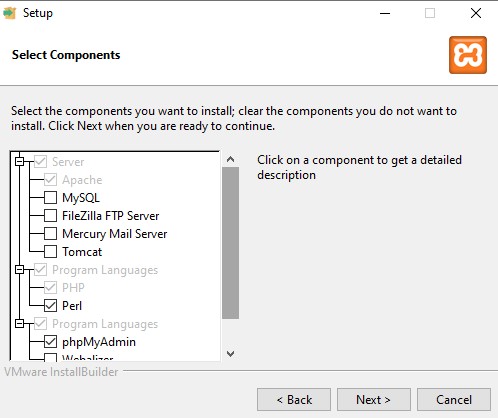 Setup
Select Components
Select the components you want to install; clear the components you do not want to
install. Click Next when you are ready to continue.
Server
Apache
MySQL
FileZilla FTP Server
Mercury Mail Server
Tomcat
Program Languages
PHP
Perl
Program Languages
phpMyAdmin
Webalizer
Click on a component to get a detailed
description
VMware InstallBuilder
< Back
Next >
Cancel